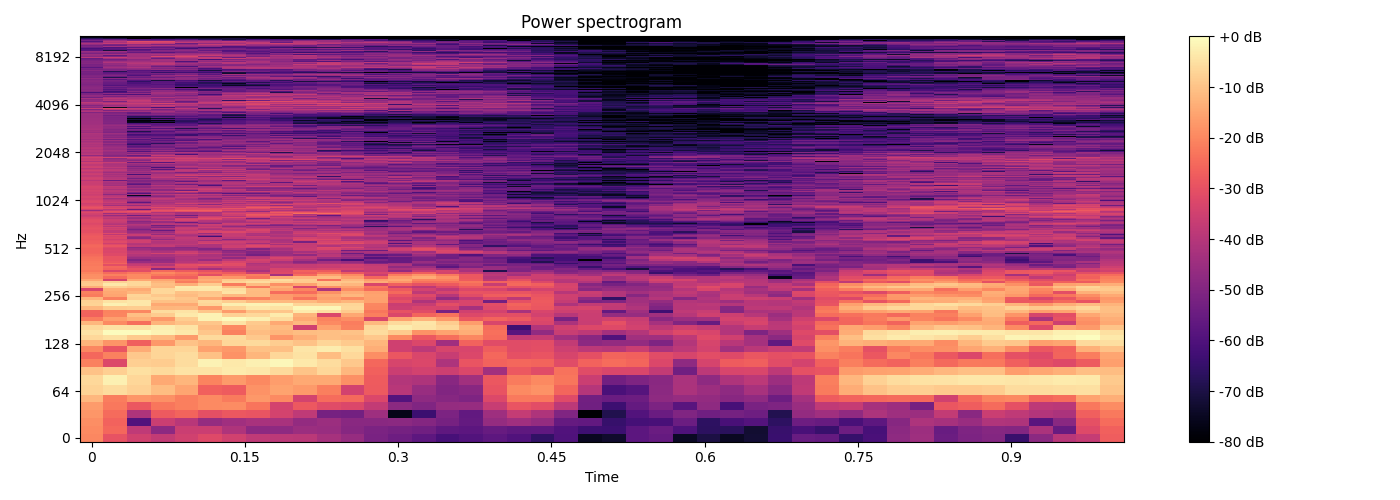 Power spectrogram
Hz
8192
4096
2048
1024
512
256
128
64
0
0 0.15 0.3 0.45 0.6 0.75 0.9
Time
+0 dB
-10 dB
-20 dB
-30 dB
-40 dB
-50 dB
-60 dB
-70 dB
-80 dB